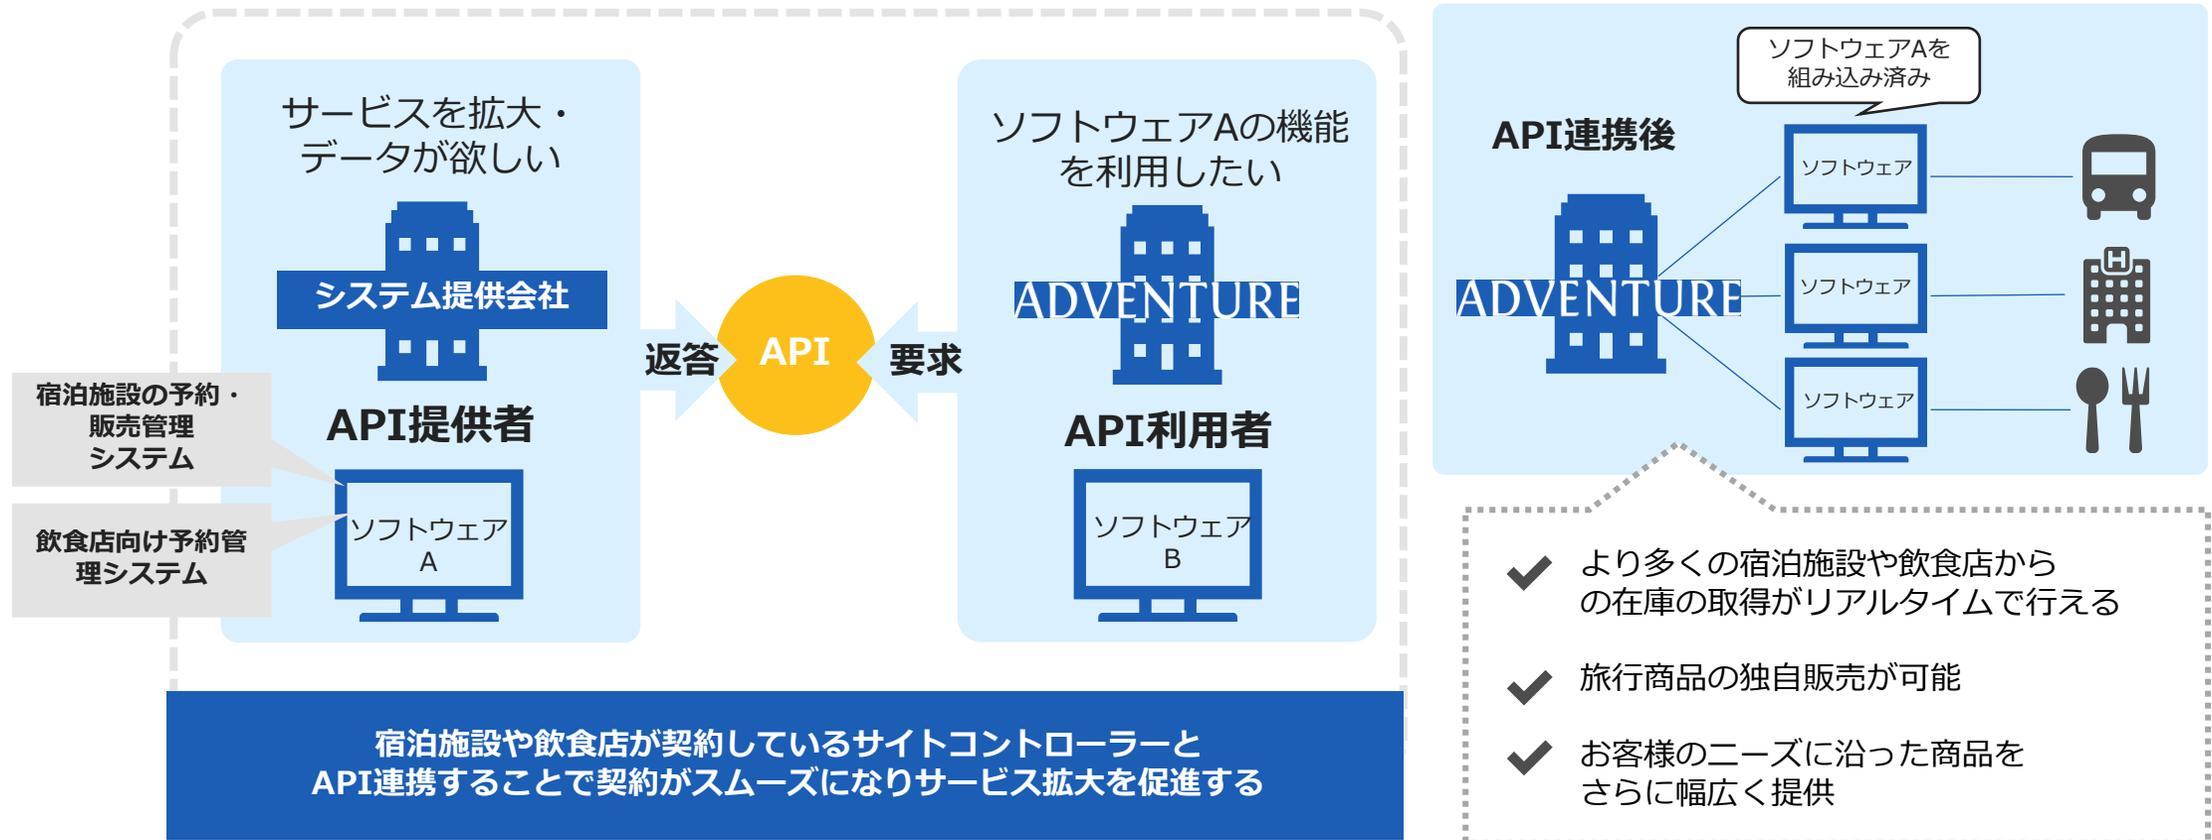 サービスを拡大・
データが欲しい
システム提供会社
API提供者
宿泊施設の予約・
販売管理
システム
飲食店向け予約管
理システム
ソフトウェア
A
返答
API
要求
ソフトウェアAの機能
を利用したい
ADVENTURE
API利用者
ソフトウェア
B
宿泊施設や飲食店が契約しているサイトコントローラーと
API連携することで契約がスムーズになりサービス拡大を促進する
API連携後
ソフトウェアAを
組み込み済み
ADVENTURE
ソフトウェア
ソフトウェア
ソフトウェア
H
より多くの宿泊施設や飲食店から
の在庫の取得がリアルタイムで行える
旅行商品の独自販売が可能
お客様のニーズに沿った商品を
さらに幅広く提供